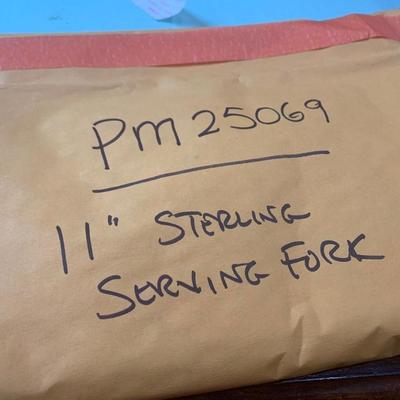 PM 25069
11" STERLING
SERVING FORK